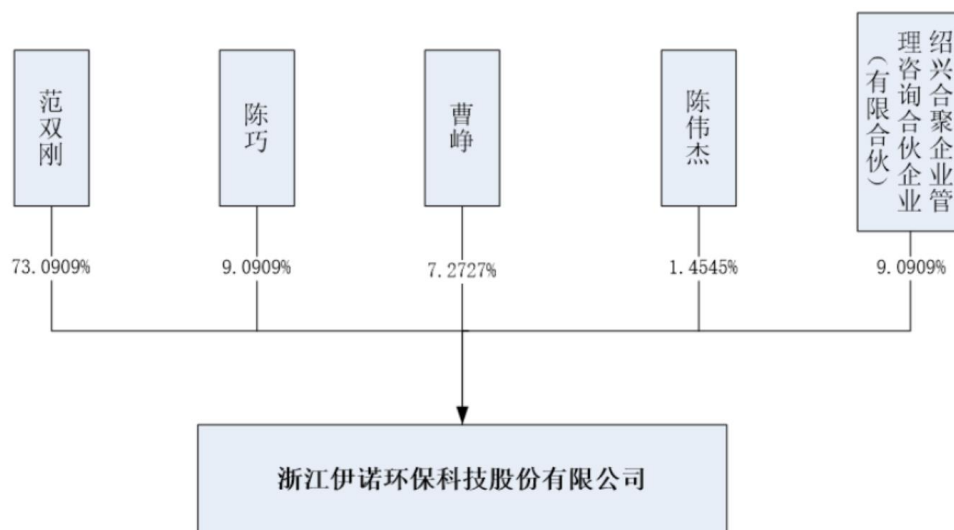 范双刚
陈巧
曹峥
陈伟杰
绍兴合聚企业管
理咨询合伙企业
（有限合伙）
73.0909%
9.0909%
7.2727%
1.4545%
9.0909%
浙江伊诺环保科技股份有限公司